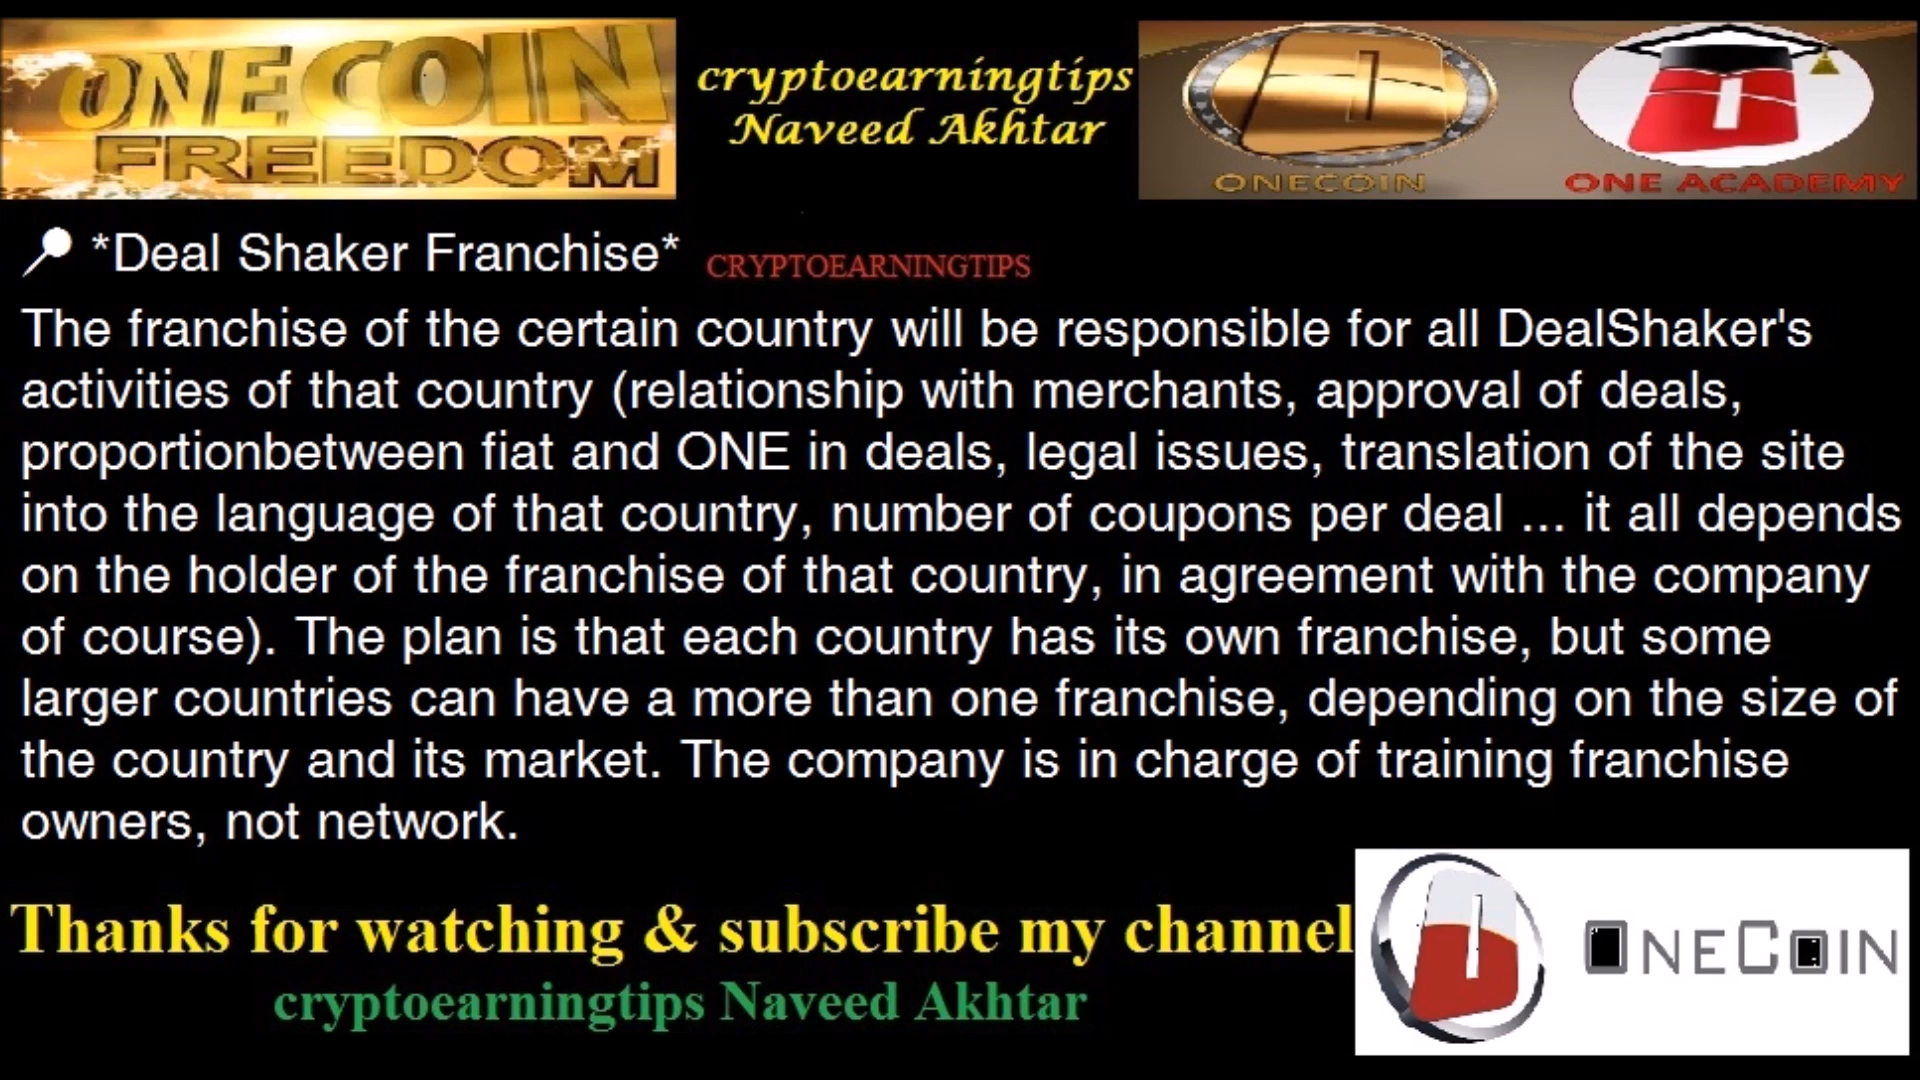 ONE COIN
FREEDOM
cryptoearningtips
Naveed Akhtar
ONECOIN
ONE ACADEMY
*Deal Shaker Franchise*
CRYPTOEARNINGTIPS
The franchise of the certain country will be responsible for all DealShaker's
activities of that country (relationship with merchants, approval of deals,
proportionbetween fiat and ONE in deals, legal issues, translation of the site
into the language of that country, number of coupons per deal ... it all depends
on the holder of the franchise of that country, in agreement with the company
of course). The plan is that each country has its own franchise, but some
larger countries can have a more than one franchise, depending on the size of
the country and its market. The company is in charge of training franchise
owners, not network.
Thanks for watching & subscribe my channel
cryptoearningtips Naveed Akhtar
ONECOIN